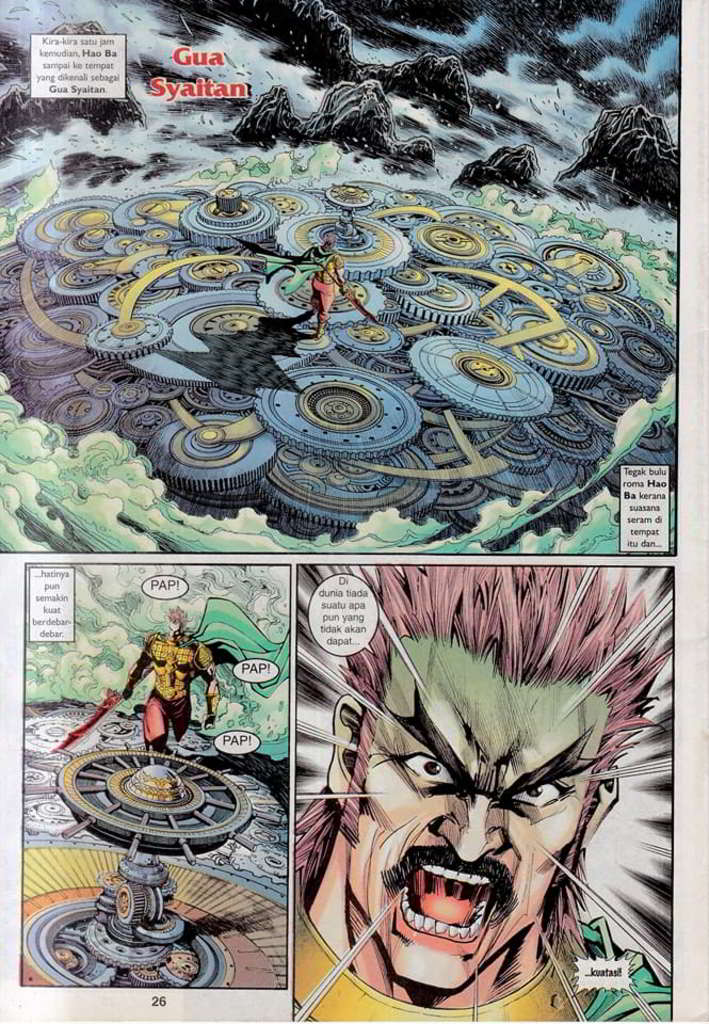 Kira-kira satu jam
kemudian, Hao Ba
sampai ke tempat
yang dikenali sebagai
Gua Syaitan.
Gua
Syaitan
Tegak bulu
roma Hao
Ba kerana
suasana
seram di
tempat
itu dan...
...hatinya
pun
semakin
kuat
berdebar-
debar.
PAP!
PAP!
PAP!
Di
dunia tiada
suatu apa
pun yang
tidak akan
dapat...
...kuatasi!
26